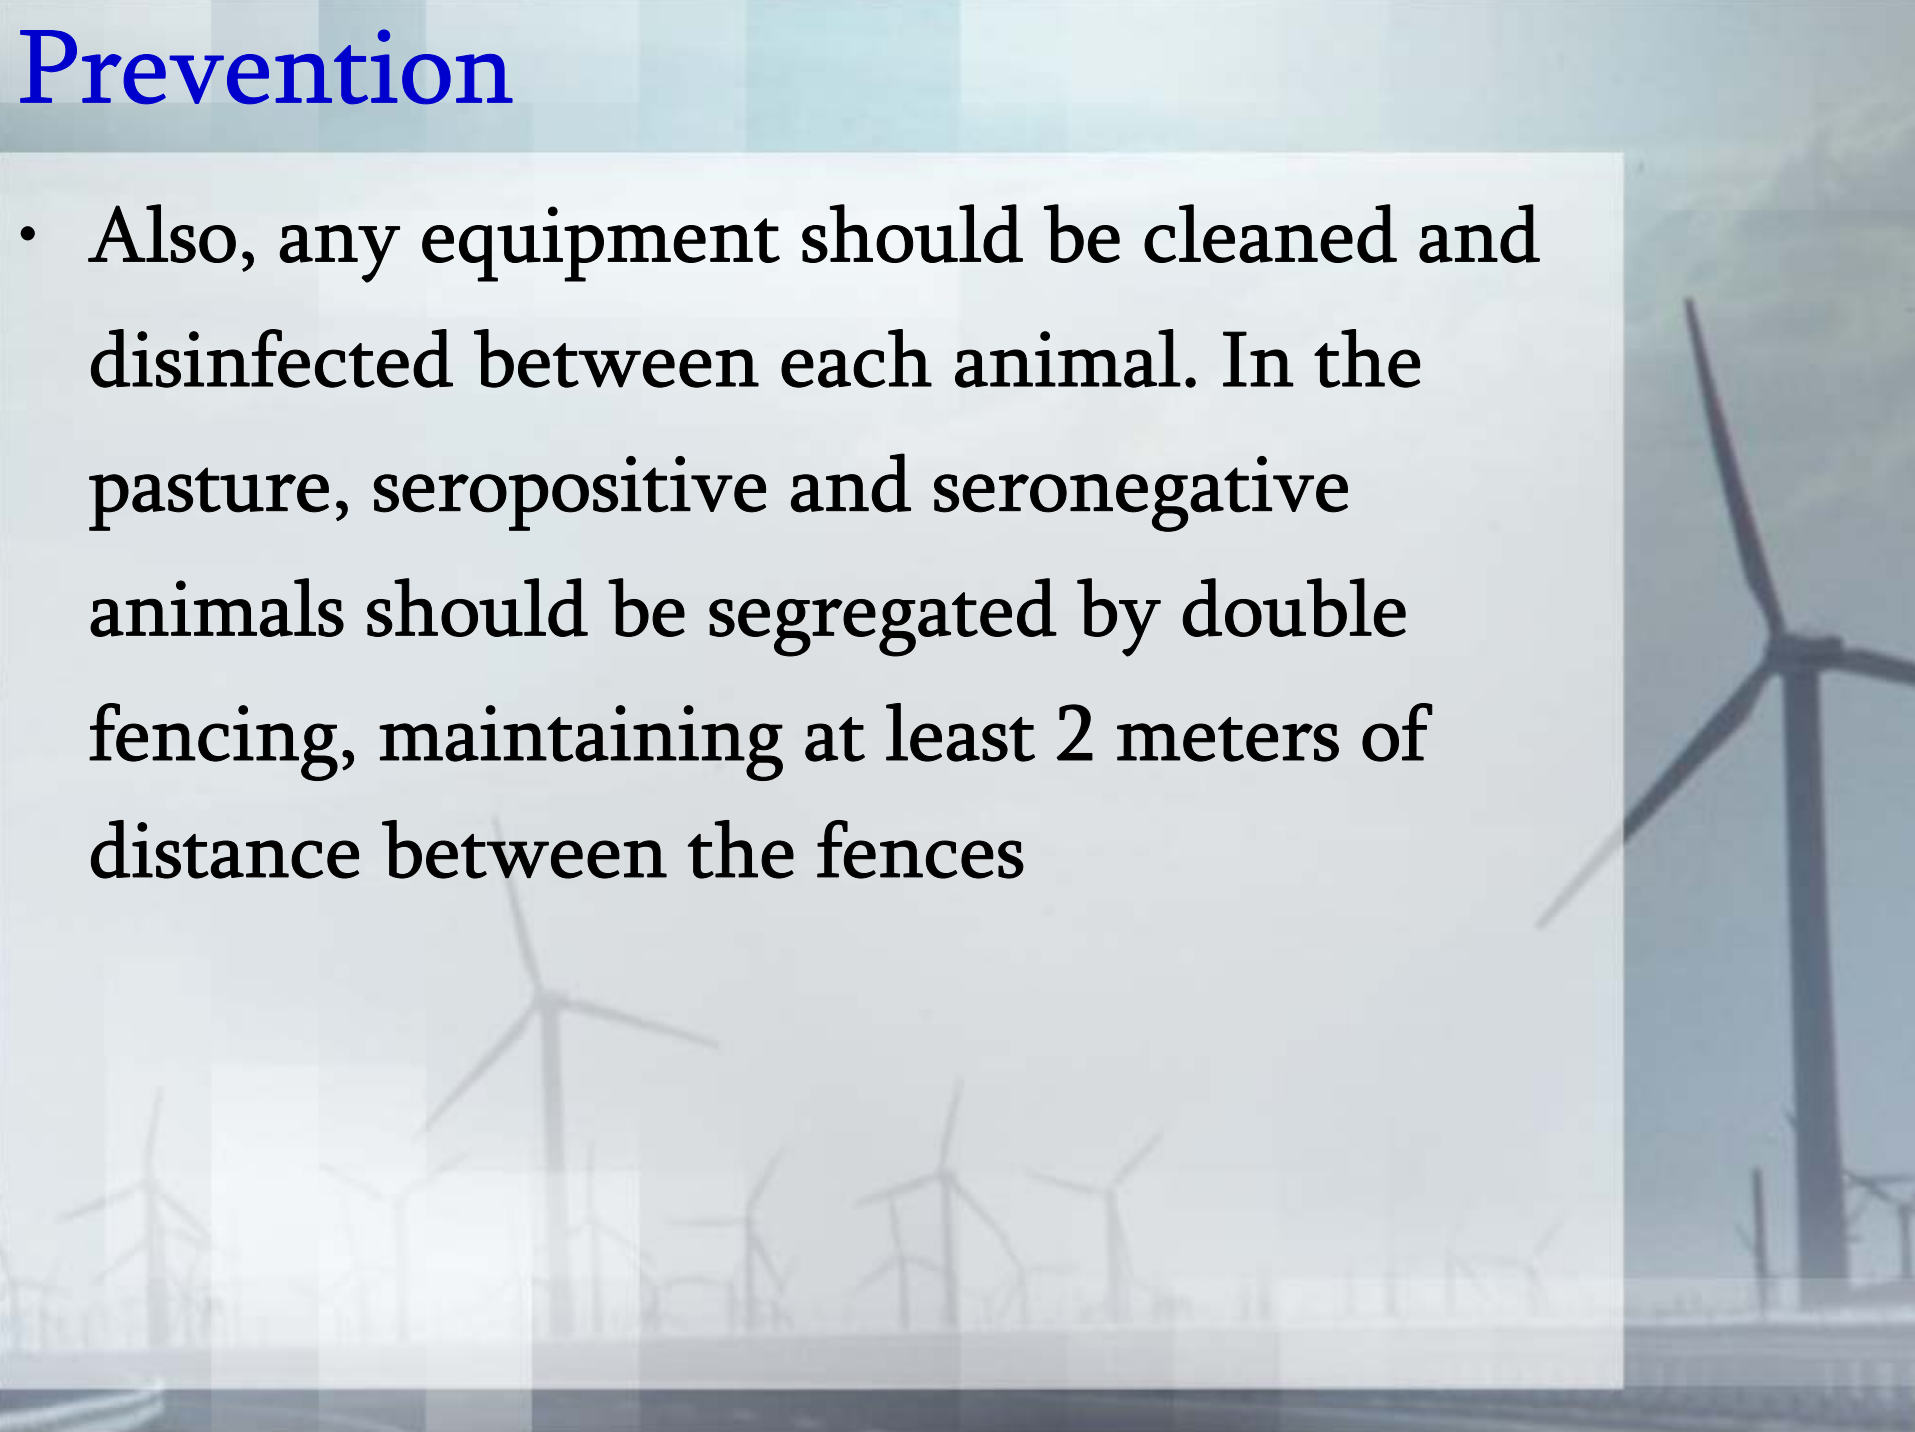 Prevention
• Also, any equipment should be cleaned and
disinfected between each animal. In the
pasture, seropositive and seronegative
animals should be segregated by double
fencing, maintaining at least 2 meters of
distance between the fences